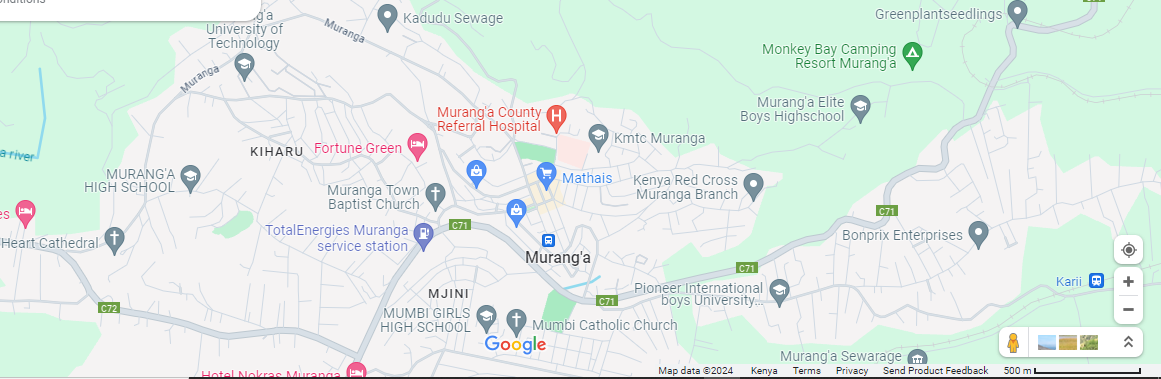 onditions
g'a
University of
Technology
Kadudu Sewage
Muranga
Greenplantseedlings
Monkey Bay Camping
Resort Murang'a
Muranga
Murang'a Elite
Boys Highschool
Murang'a County
Referral Hospital
Kmtc Muranga
KIHARU
Fortune Green
a river
MURANG'A
HIGH SCHOOL
Mathais
Kenya Red Cross
Muranga Branch
Muranga Town
Baptist Church
es
C71
C71
TotalEnergies Muranga
service station
Heart Cathedral
Bonprix Enterprises
Murang'a
C71
Karii
Pioneer International
boys University...
MJINI
C71
C72
MUMBI GIRLS
HIGH SCHOOL
Mumbi Catholic Church
Google
Murang'a Sewarage
Hotel Nokras Muranga
Map data ©2024 Kenya Terms Privacy Send Product Feedback 500 m